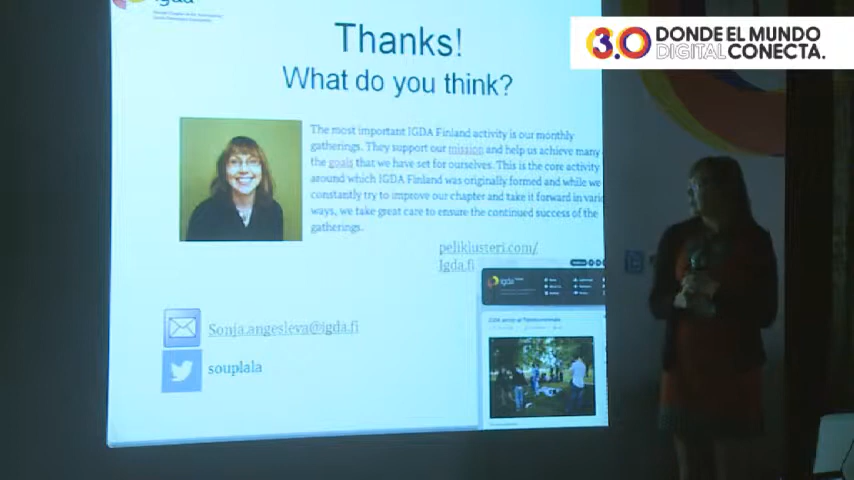 igda
3.0 DONDE EL MUNDO
DIGITAL CONECTA.
Thanks!
What do you think?
The most important IGDA Finland activity is our monthly
gatherings. They support our mission and help us achieve many
the goals that we have set for ourselves. This is the core activity
around which IGDA Finland was originally formed and while we
constantly try to improve our chapter and take it forward in vario
ways, we take great care to ensure the continued success of the
gatherings.
peliklusteri.com/
Igda.fi
igda
Sonja.angesleva@igda.fi
souplala